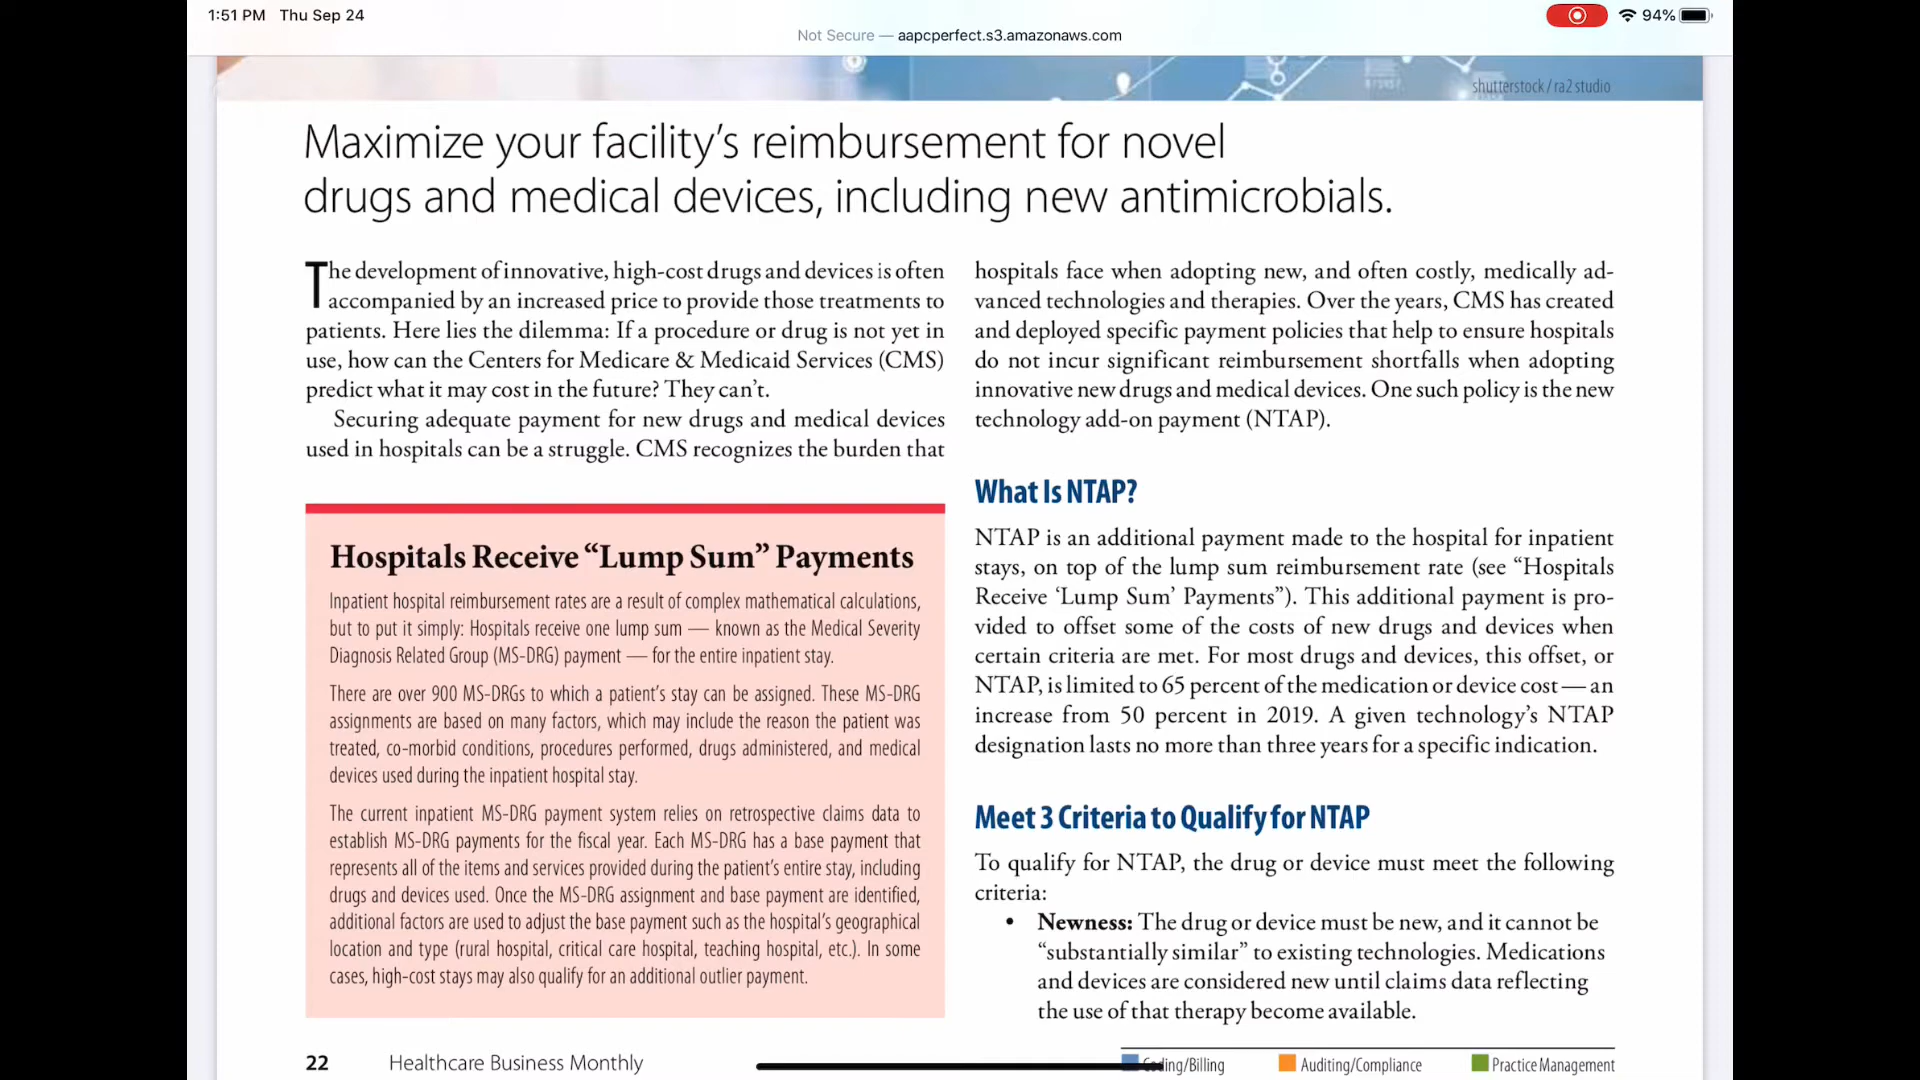 1:51 PM Thu Sep 24
94%
Not Secure — aapcperfect.s3.amazonaws.com
shutterstock / ra2 studio
Maximize your facility’s reimbursement for novel
drugs and medical devices, including new antimicrobials.
The development of innovative, high-cost drugs and devices is often
accompanied by an increased price to provide those treatments to
patients. Here lies the dilemma: If a procedure or drug is not yet in
use, how can the Centers for Medicare & Medicaid Services (CMS)
predict what it may cost in the future? They can’t.
Securing adequate payment for new drugs and medical devices
used in hospitals can be a struggle. CMS recognizes the burden that
Hospitals Receive “Lump Sum” Payments
Inpatient hospital reimbursement rates are a result of complex mathematical calculations,
but to put it simply: Hospitals receive one lump sum — known as the Medical Severity
Diagnosis Related Group (MS-DRG) payment — for the entire inpatient stay.
There are over 900 MS-DRGs to which a patient’s stay can be assigned. These MS-DRG
assignments are based on many factors, which may include the reason the patient was
treated, co-morbid conditions, procedures performed, drugs administered, and medical
devices used during the inpatient hospital stay.
The current inpatient MS-DRG payment system relies on retrospective claims data to
establish MS-DRG payments for the fiscal year. Each MS-DRG has a base payment that
represents all of the items and services provided during the patient’s entire stay, including
drugs and devices used. Once the MS-DRG assignment and base payment are identified,
additional factors are used to adjust the base payment such as the hospital’s geographical
location and type (rural hospital, critical care hospital, teaching hospital, etc.). In some
cases, high-cost stays may also qualify for an additional outlier payment.
hospitals face when adopting new, and often costly, medically ad-
vanced technologies and therapies. Over the years, CMS has created
and deployed specific payment policies that help to ensure hospitals
do not incur significant reimbursement shortfalls when adopting
innovative new drugs and medical devices. One such policy is the new
technology add-on payment (NTAP).
What Is NTAP?
NTAP is an additional payment made to the hospital for inpatient
stays, on top of the lump sum reimbursement rate (see “Hospitals
Receive ‘Lump Sum’ Payments”). This additional payment is pro-
vided to offset some of the costs of new drugs and devices when
certain criteria are met. For most drugs and devices, this offset, or
NTAP, is limited to 65 percent of the medication or device cost — an
increase from 50 percent in 2019. A given technology’s NTAP
designation lasts no more than three years for a specific indication.
Meet 3 Criteria to Qualify for NTAP
To qualify for NTAP, the drug or device must meet the following
criteria:
• Newness: The drug or device must be new, and it cannot be
“substantially similar” to existing technologies. Medications
and devices are considered new until claims data reflecting
the use of that therapy become available.
22 Healthcare Business Monthly
Coding/Billing Auditing/Compliance Practice Management